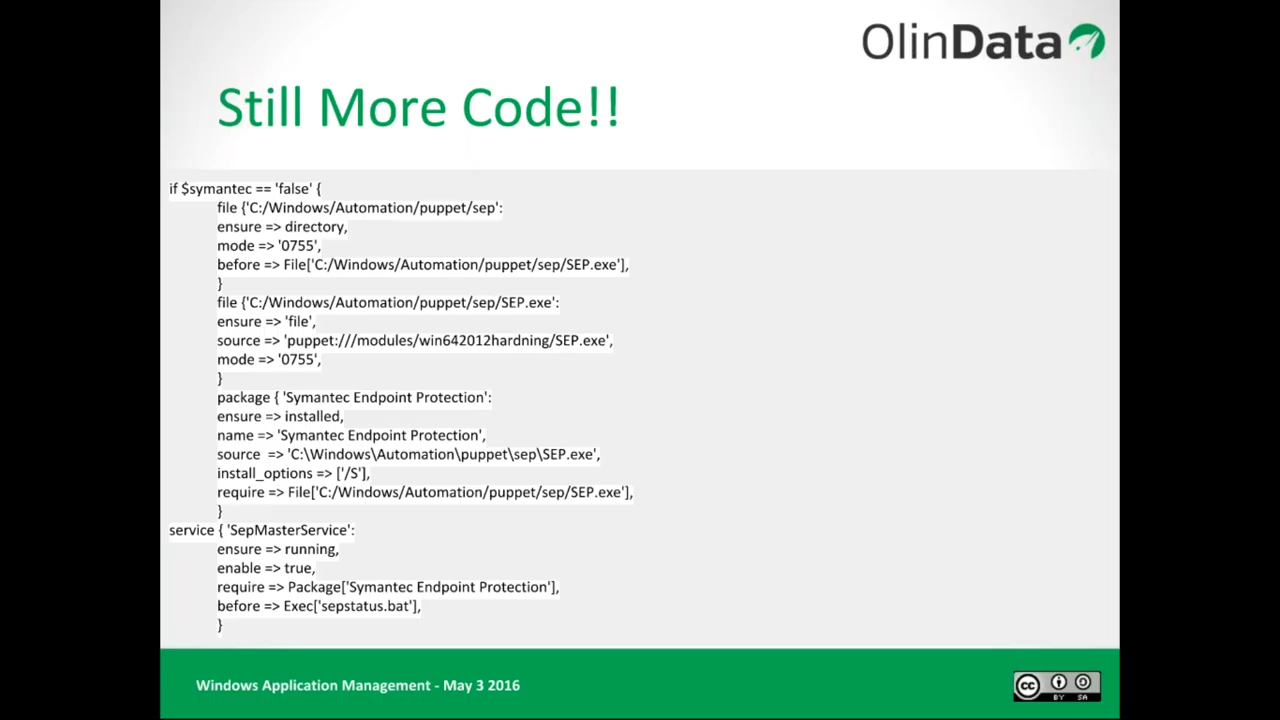 OlinData
Still More Code!!
if $symantec == 'false' {
file {'C:/Windows/Automation/puppet/sep':
ensure => directory,
mode => '0755',
before => File['C:/Windows/Automation/puppet/sep/SEP.exe'],
}
file {'C:/Windows/Automation/puppet/sep/SEP.exe':
ensure => 'file',
source => 'puppet:///modules/win642012hardning/SEP.exe',
mode => '0755',
}
package { 'Symantec Endpoint Protection':
ensure => installed,
name => 'Symantec Endpoint Protection',
source  => 'C:\Windows\Automation\puppet\sep\SEP.exe',
install_options => ['/S'],
require => File['C:/Windows/Automation/puppet/sep/SEP.exe'],
}
service { 'SepMasterService':
ensure => running,
enable => true,
require => Package['Symantec Endpoint Protection'],
before => Exec['sepstatus.bat'],
}
Windows Application Management - May 3 2016
cc BY SA